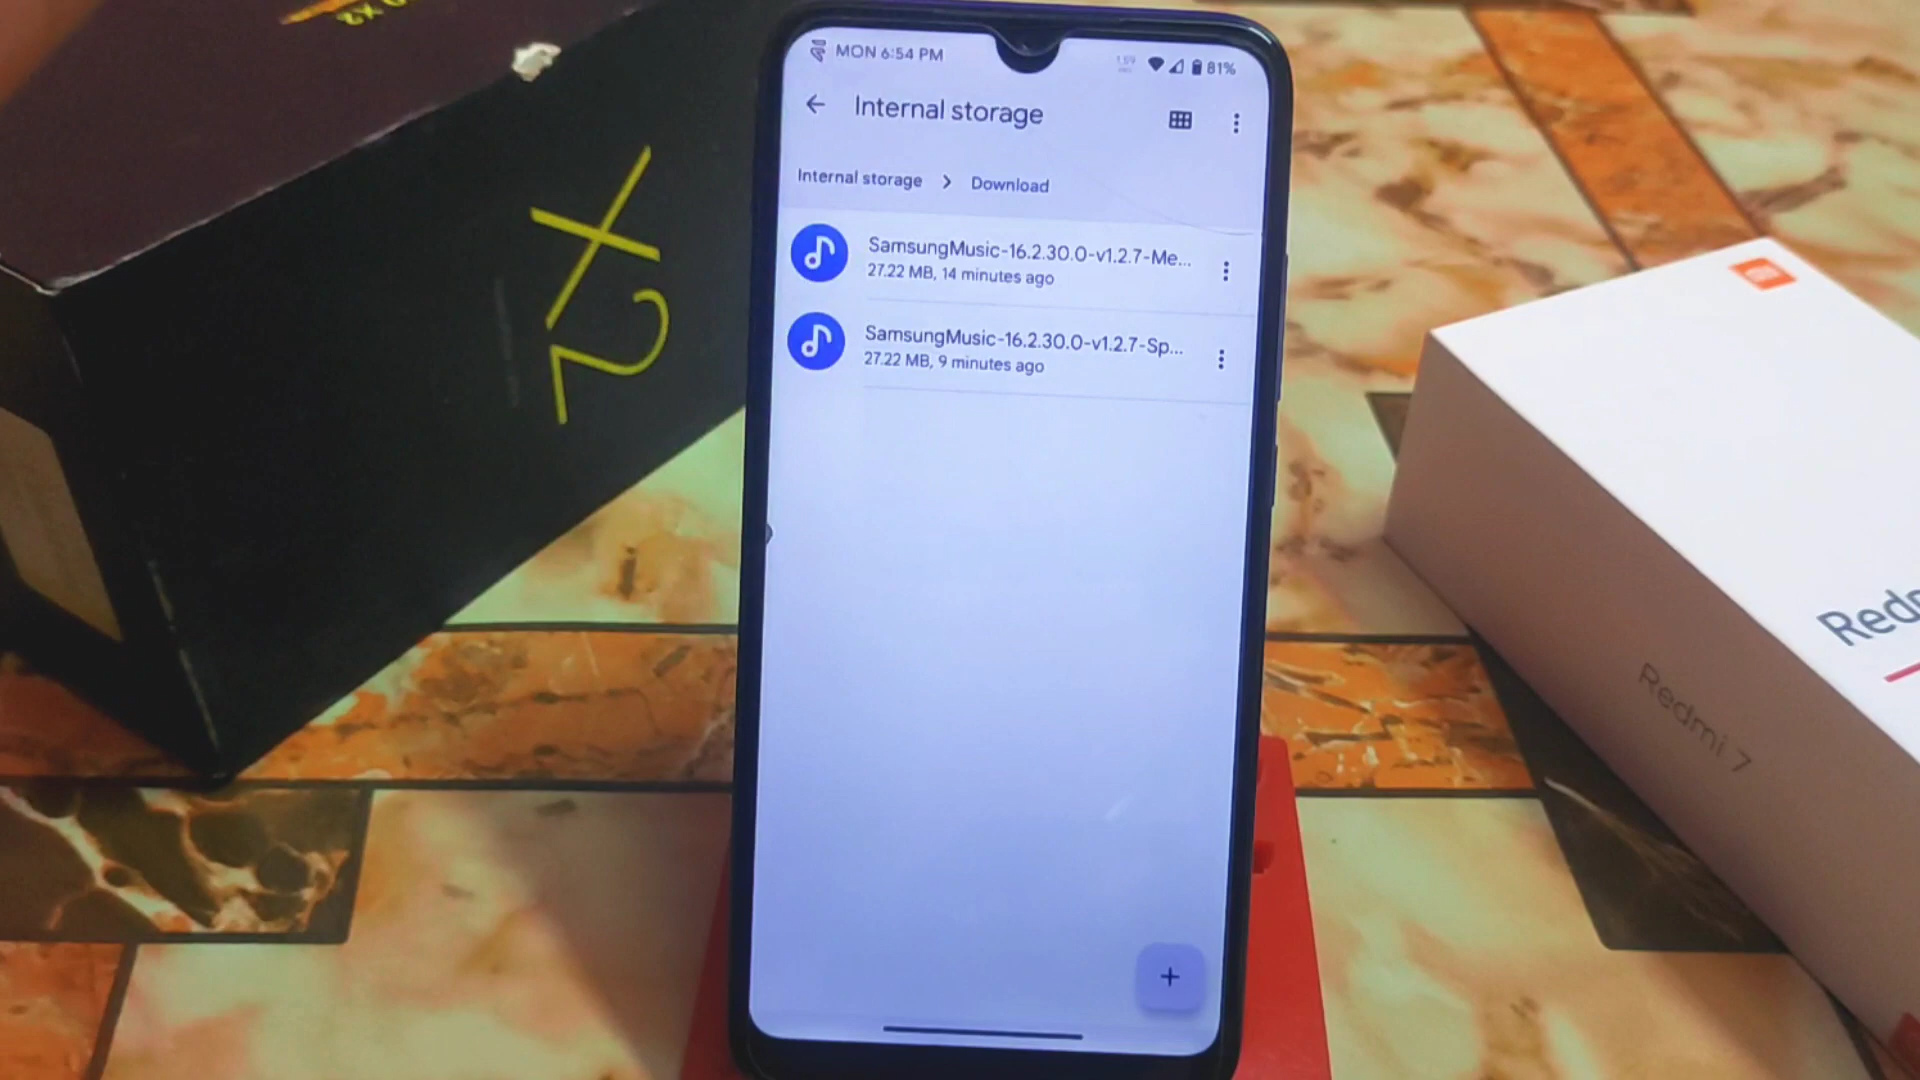 X2
X2
MON 6:54 PM
81%
Internal storage
Internal storage > Download
SamsungMusic-16.2.30.0-v1.2.7-Me...
27.22 MB, 14 minutes ago
SamsungMusic-16.2.30.0-v1.2.7-Sp...
27.22 MB, 9 minutes ago
+
mi
Redmi 7